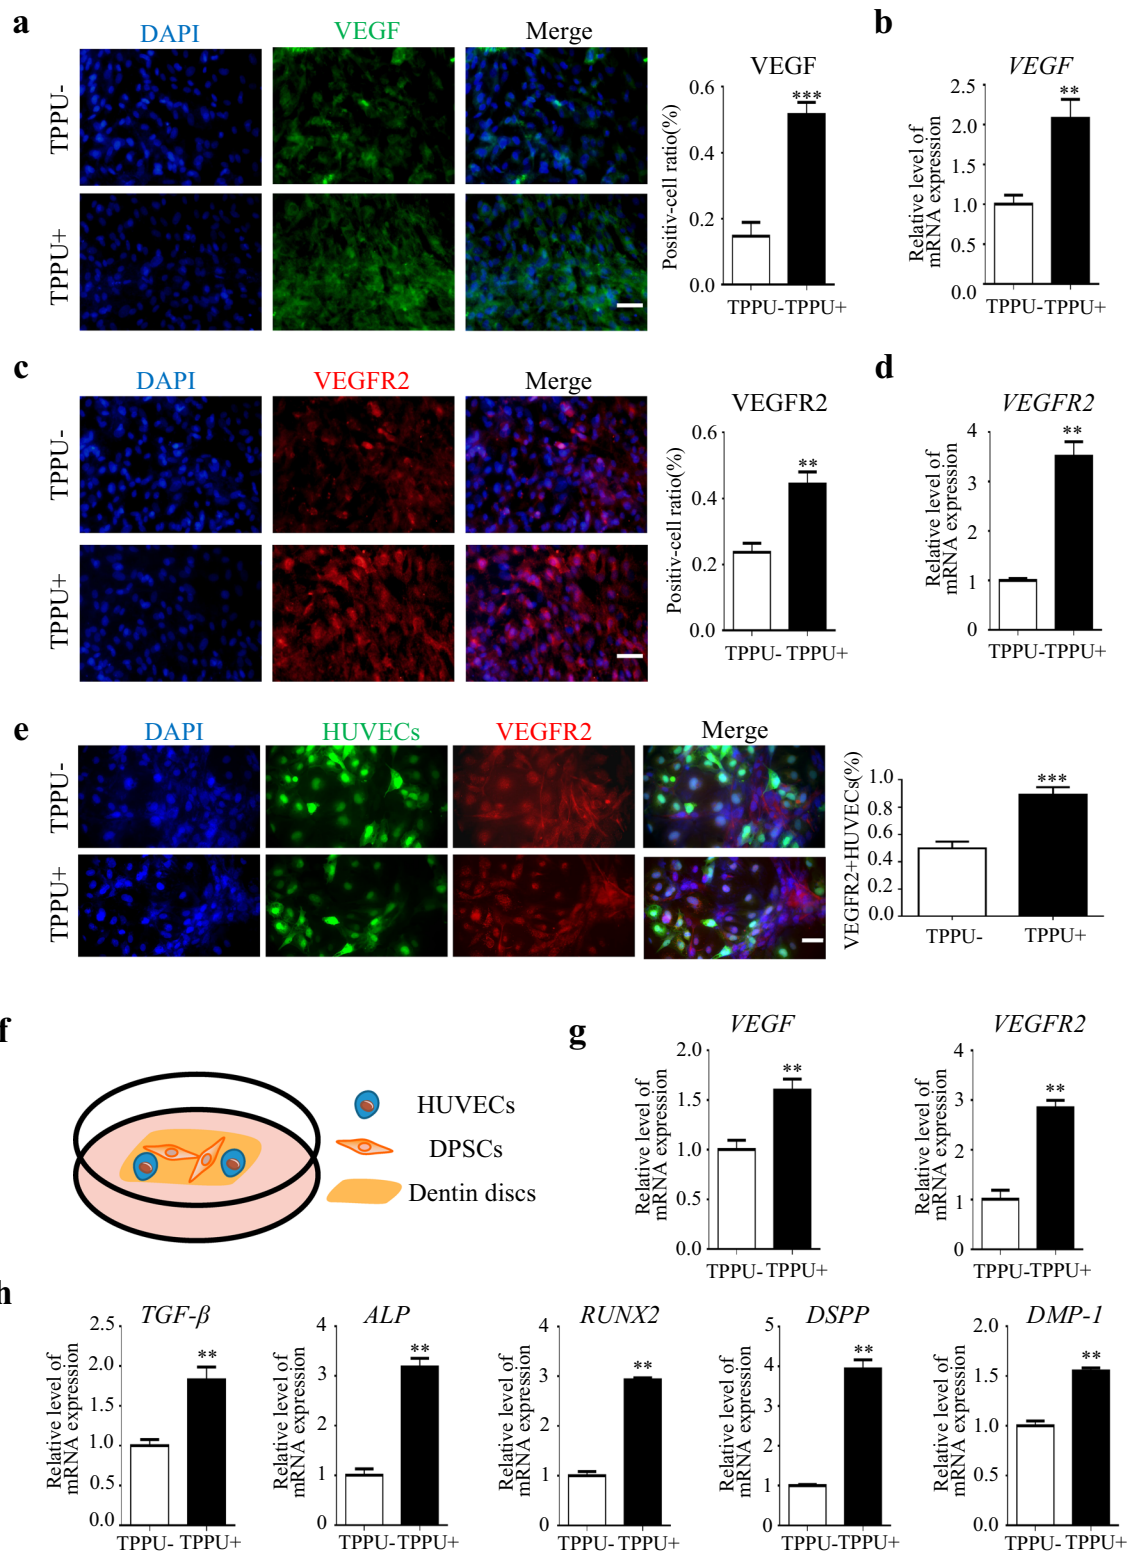 a
DAPI
VEGF
Merge
TPPU-
TPPU+
VEGF
Positiv-cell ratio(%)
0.6
***
0.4
0.2
0.0
TPPU-TPPU+
b
VEGF
Relative level of
mRNA expression
2.5
**
2.0
1.0
0.5
0.0
TPPU-TPPU+
c
DAPI
VEGFR2
Merge
TPPU-
TPPU+
VEGFR2
Positiv-cell ratio(%)
0.6
**
0.4
0.2
0.0
TPPU- TPPU+
d
VEGFR2
Relative level of
mRNA expression
4
**
3
2
1
0
TPPU-TPPU+
e
DAPI
HUVECs
VEGFR2
Merge
TPPU-
TPPU+
VEGFR2+HUVECs(%)
1.0
***
0.8
0.6
0.4
0.2
0.0
TPPU-
TPPU+
f
HUVECs
DPSCs
Dentin discs
g
VEGF
Relative level of
mRNA expression
2.0
**
1.5
1.0
0.5
0.0
TPPU- TPPU+
VEGFR2
Relative level of
mRNA expression
4
**
3
2
1
0
TPPU-TPPU+
h
TGF-β
Relative level of
mRNA expression
2.5
**
2.0
1.5
1.0
0.5
0.0
TPPU- TPPU+
ALP
Relative level of
mRNA expression
4
**
3
2
1
0
TPPU-TPPU+
RUNX2
Relative level of
mRNA expression
4
**
3
2
1
0
TPPU- TPPU+
DSPP
Relative level of
mRNA expression
5
**
4
3
2
1
0
TPPU- TPPU+
DMP-1
Relative level of
mRNA expression
2.0
**
1.5
1.0
0.5
0.0
TPPU- TPPU+